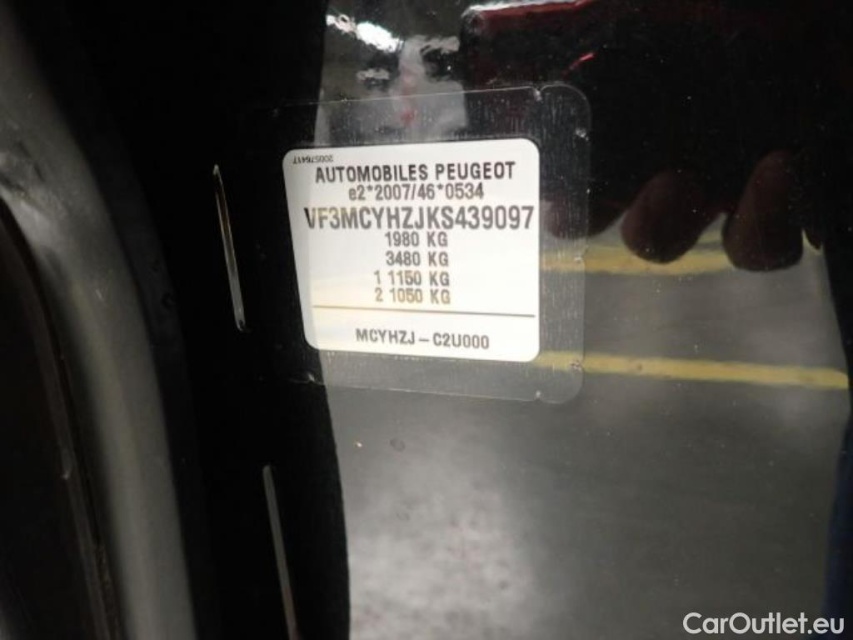 200576417
AUTOMOBILES PEUGEOT
e2*2007/46*0534
VF3MCYHZJKS439097
1980 KG
3480 KG
1 1150 KG
2 1050 KG
MCYHZJ-C2U000
CarOutlet.eu